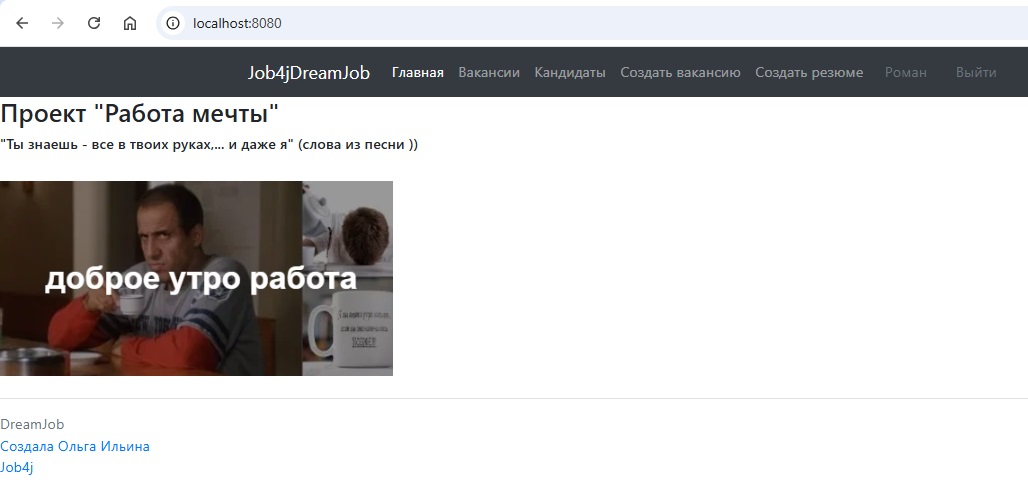 localhost:8080
Job4jDreamJob Главная Вакансии Кандидаты Создать вакансию Создать резюме Роман Выйти
Проект "Работа мечты"
"Ты знаешь - все в твоих руках,... и даже я" (слова из песни ))
доброе утро работа
DreamJob
Создала Ольга Ильина
Job4j